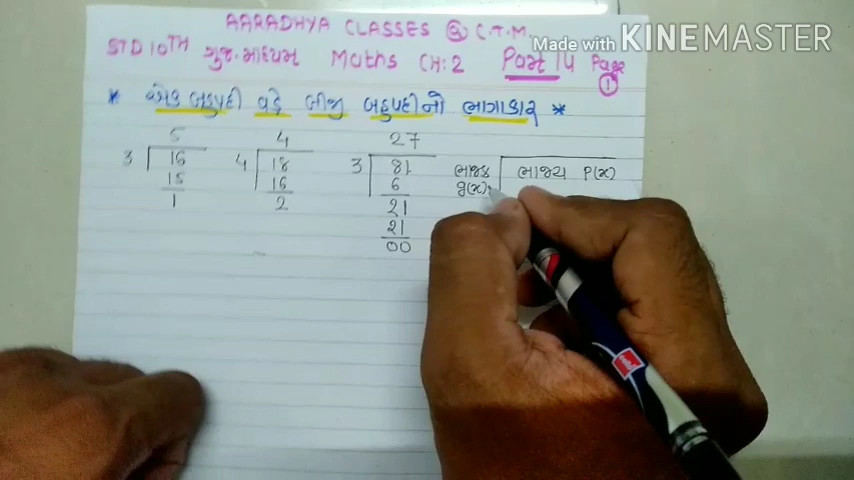 AARADHYA CLASSES @ C.T.M.
Made with KINEMASTER
STD 10TH ગુજ. માધ્યમ Maths CH: 2 Part 14 Page 1
* એક બહુપદી વડે બીજી બહુપદીનો ભાગાકાર *
5 4 27
3 16 4 18 3 81 ભાજક ભાજ્ય P(x)
15 16 6 g(x)
1 2 21
21
00